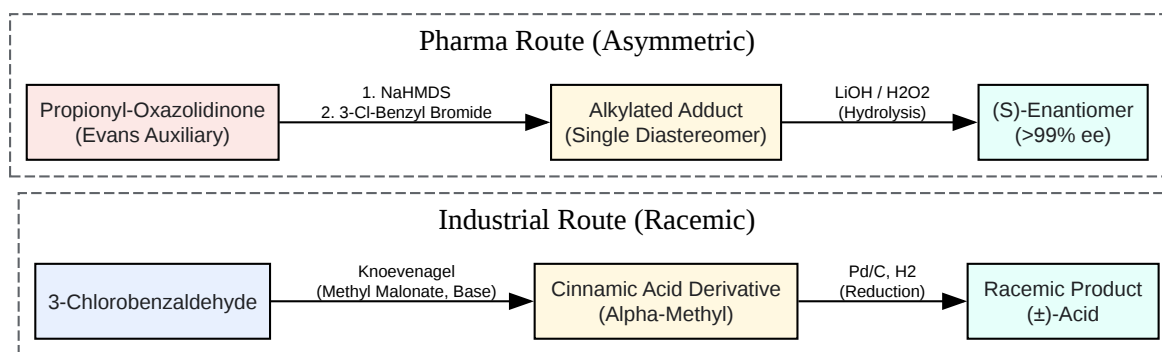 Pharma Route (Asymmetric)
Propionyl-Oxazolidinone
(Evans Auxiliary)
1. NaHMDS
2. 3-Cl-Benzyl Bromide
Alkylated Adduct
(Single Diastereomer)
LiOH / H2O2
(Hydrolysis)
(S)-Enantiomer
(>99% ee)
Industrial Route (Racemic)
3-Chlorobenzaldehyde
Knoevenagel
(Methyl Malonate, Base)
Cinnamic Acid Derivative
(Alpha-Methyl)
Pd/C, H2
(Reduction)
Racemic Product
(±)-Acid